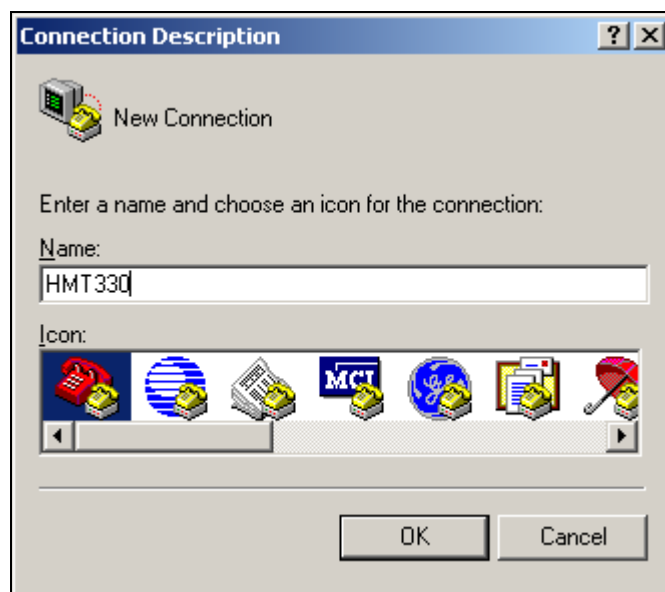 Connection Description
New Connection
Enter a name and choose an icon for the connection:
Name:
HMT330
Icon:
MCI
OK
Cancel